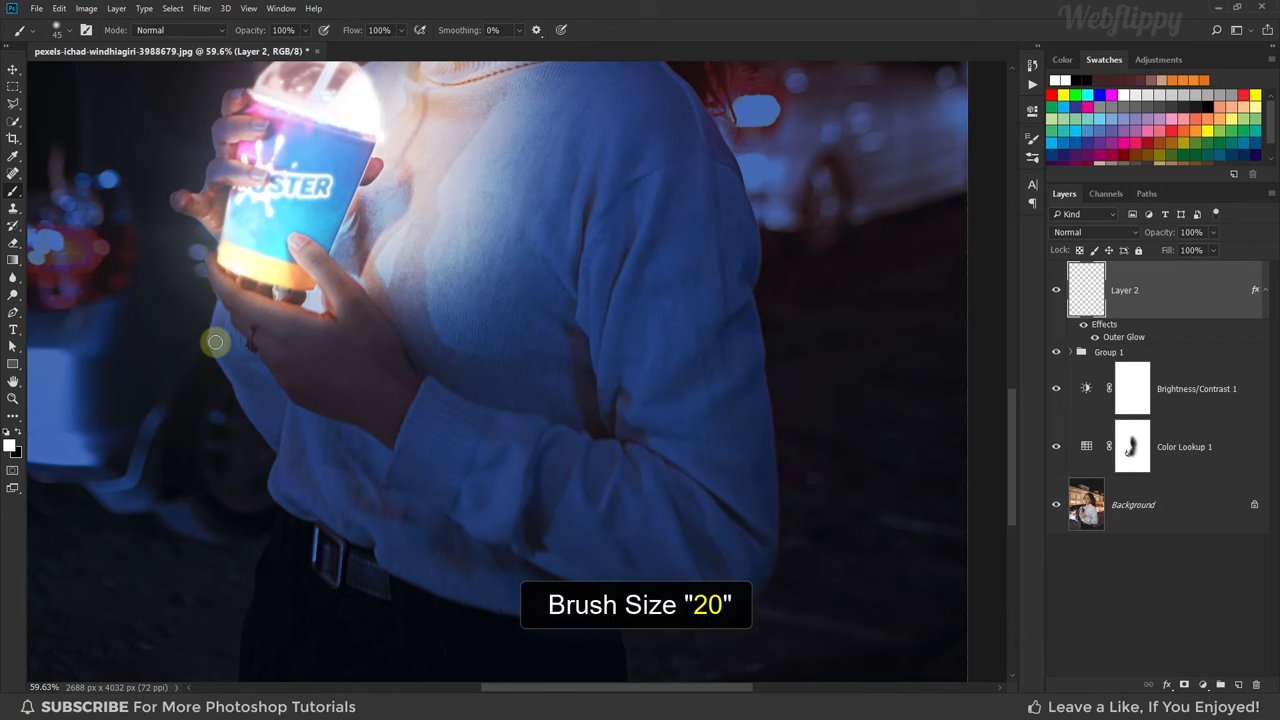 Ps File Edit Image Layer Type Select Filter 3D View Window Help
Webflippy
45 Mode: Normal Opacity: 100% Flow: 100% Smoothing: 0%
pexels-ichad-windhiagiri-3988679.jpg @ 59.6% (Layer 2, RGB/8) * ×
Color Swatches Adjustments
Layers Channels Paths
Kind
Normal Opacity: 100%
Lock: Fill: 100%
Layer 2 fx
Effects
Outer Glow
Group 1
Brightness/Contrast 1
Color Lookup 1
Background
Brush Size "20"
59.63% 2688 px x 4032 px (72 ppi)
SUBSCRIBE For More Photoshop Tutorials
Leave a Like, If You Enjoyed!